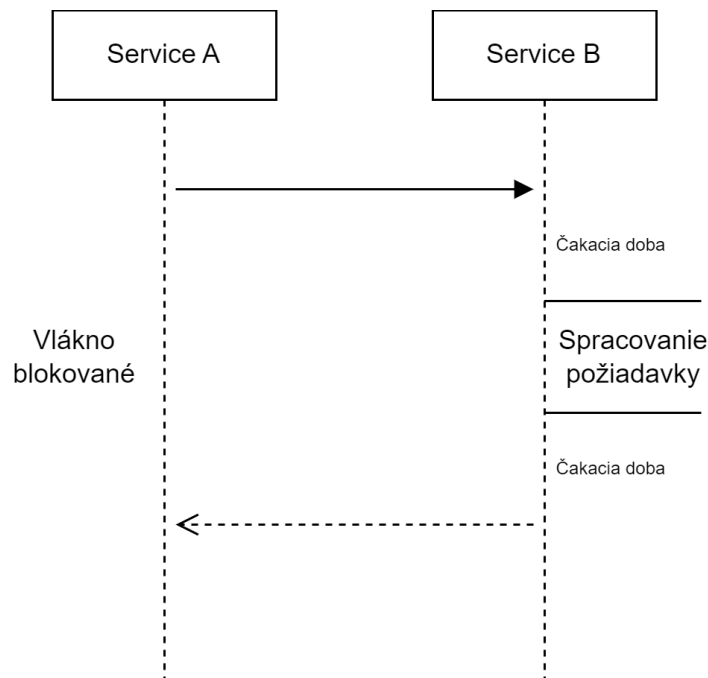 Service A
Service B
Čakacia doba
Vlákno
blokované
Spracovanie
požiadavky
Čakacia doba